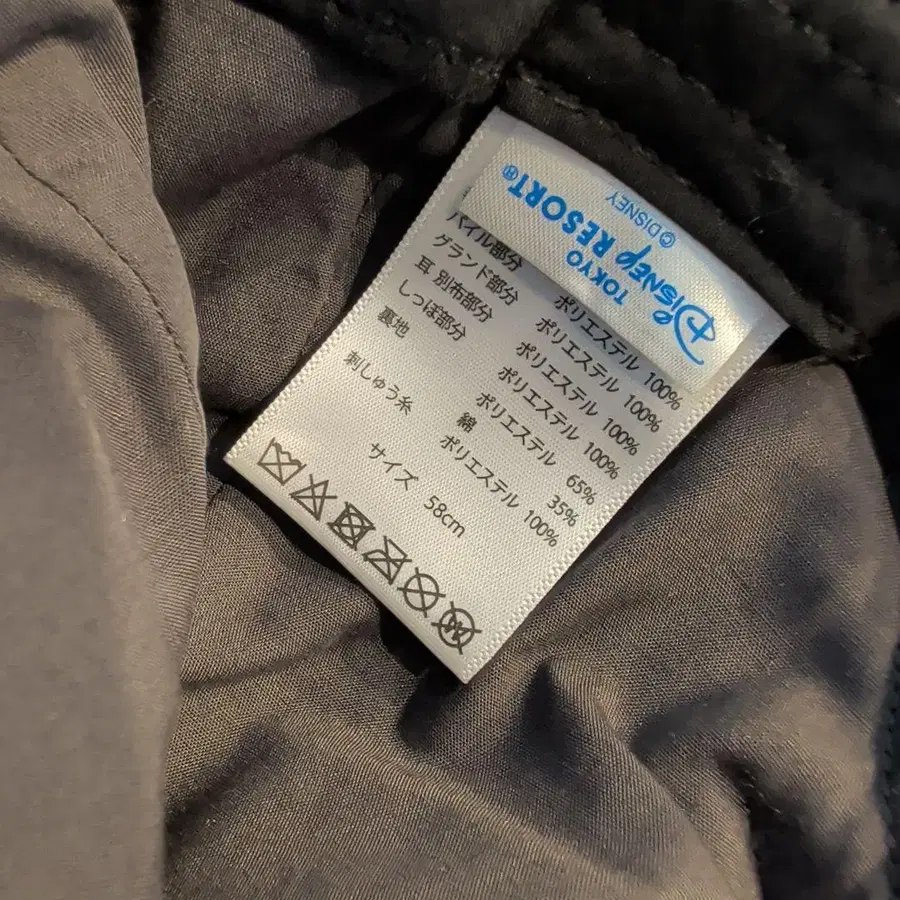 TOKYO
Disney RESORT®
©DISNEY
パイル部分 ポリエステル 100%
グランド部分 ポリエステル 100%
耳 別布部分 ポリエステル 100%
しっぽ部分 ポリエステル 100%
裏地 ポリエステル 65%
綿 35%
刺しゅう糸 ポリエステル 100%
サイズ 58cm
W